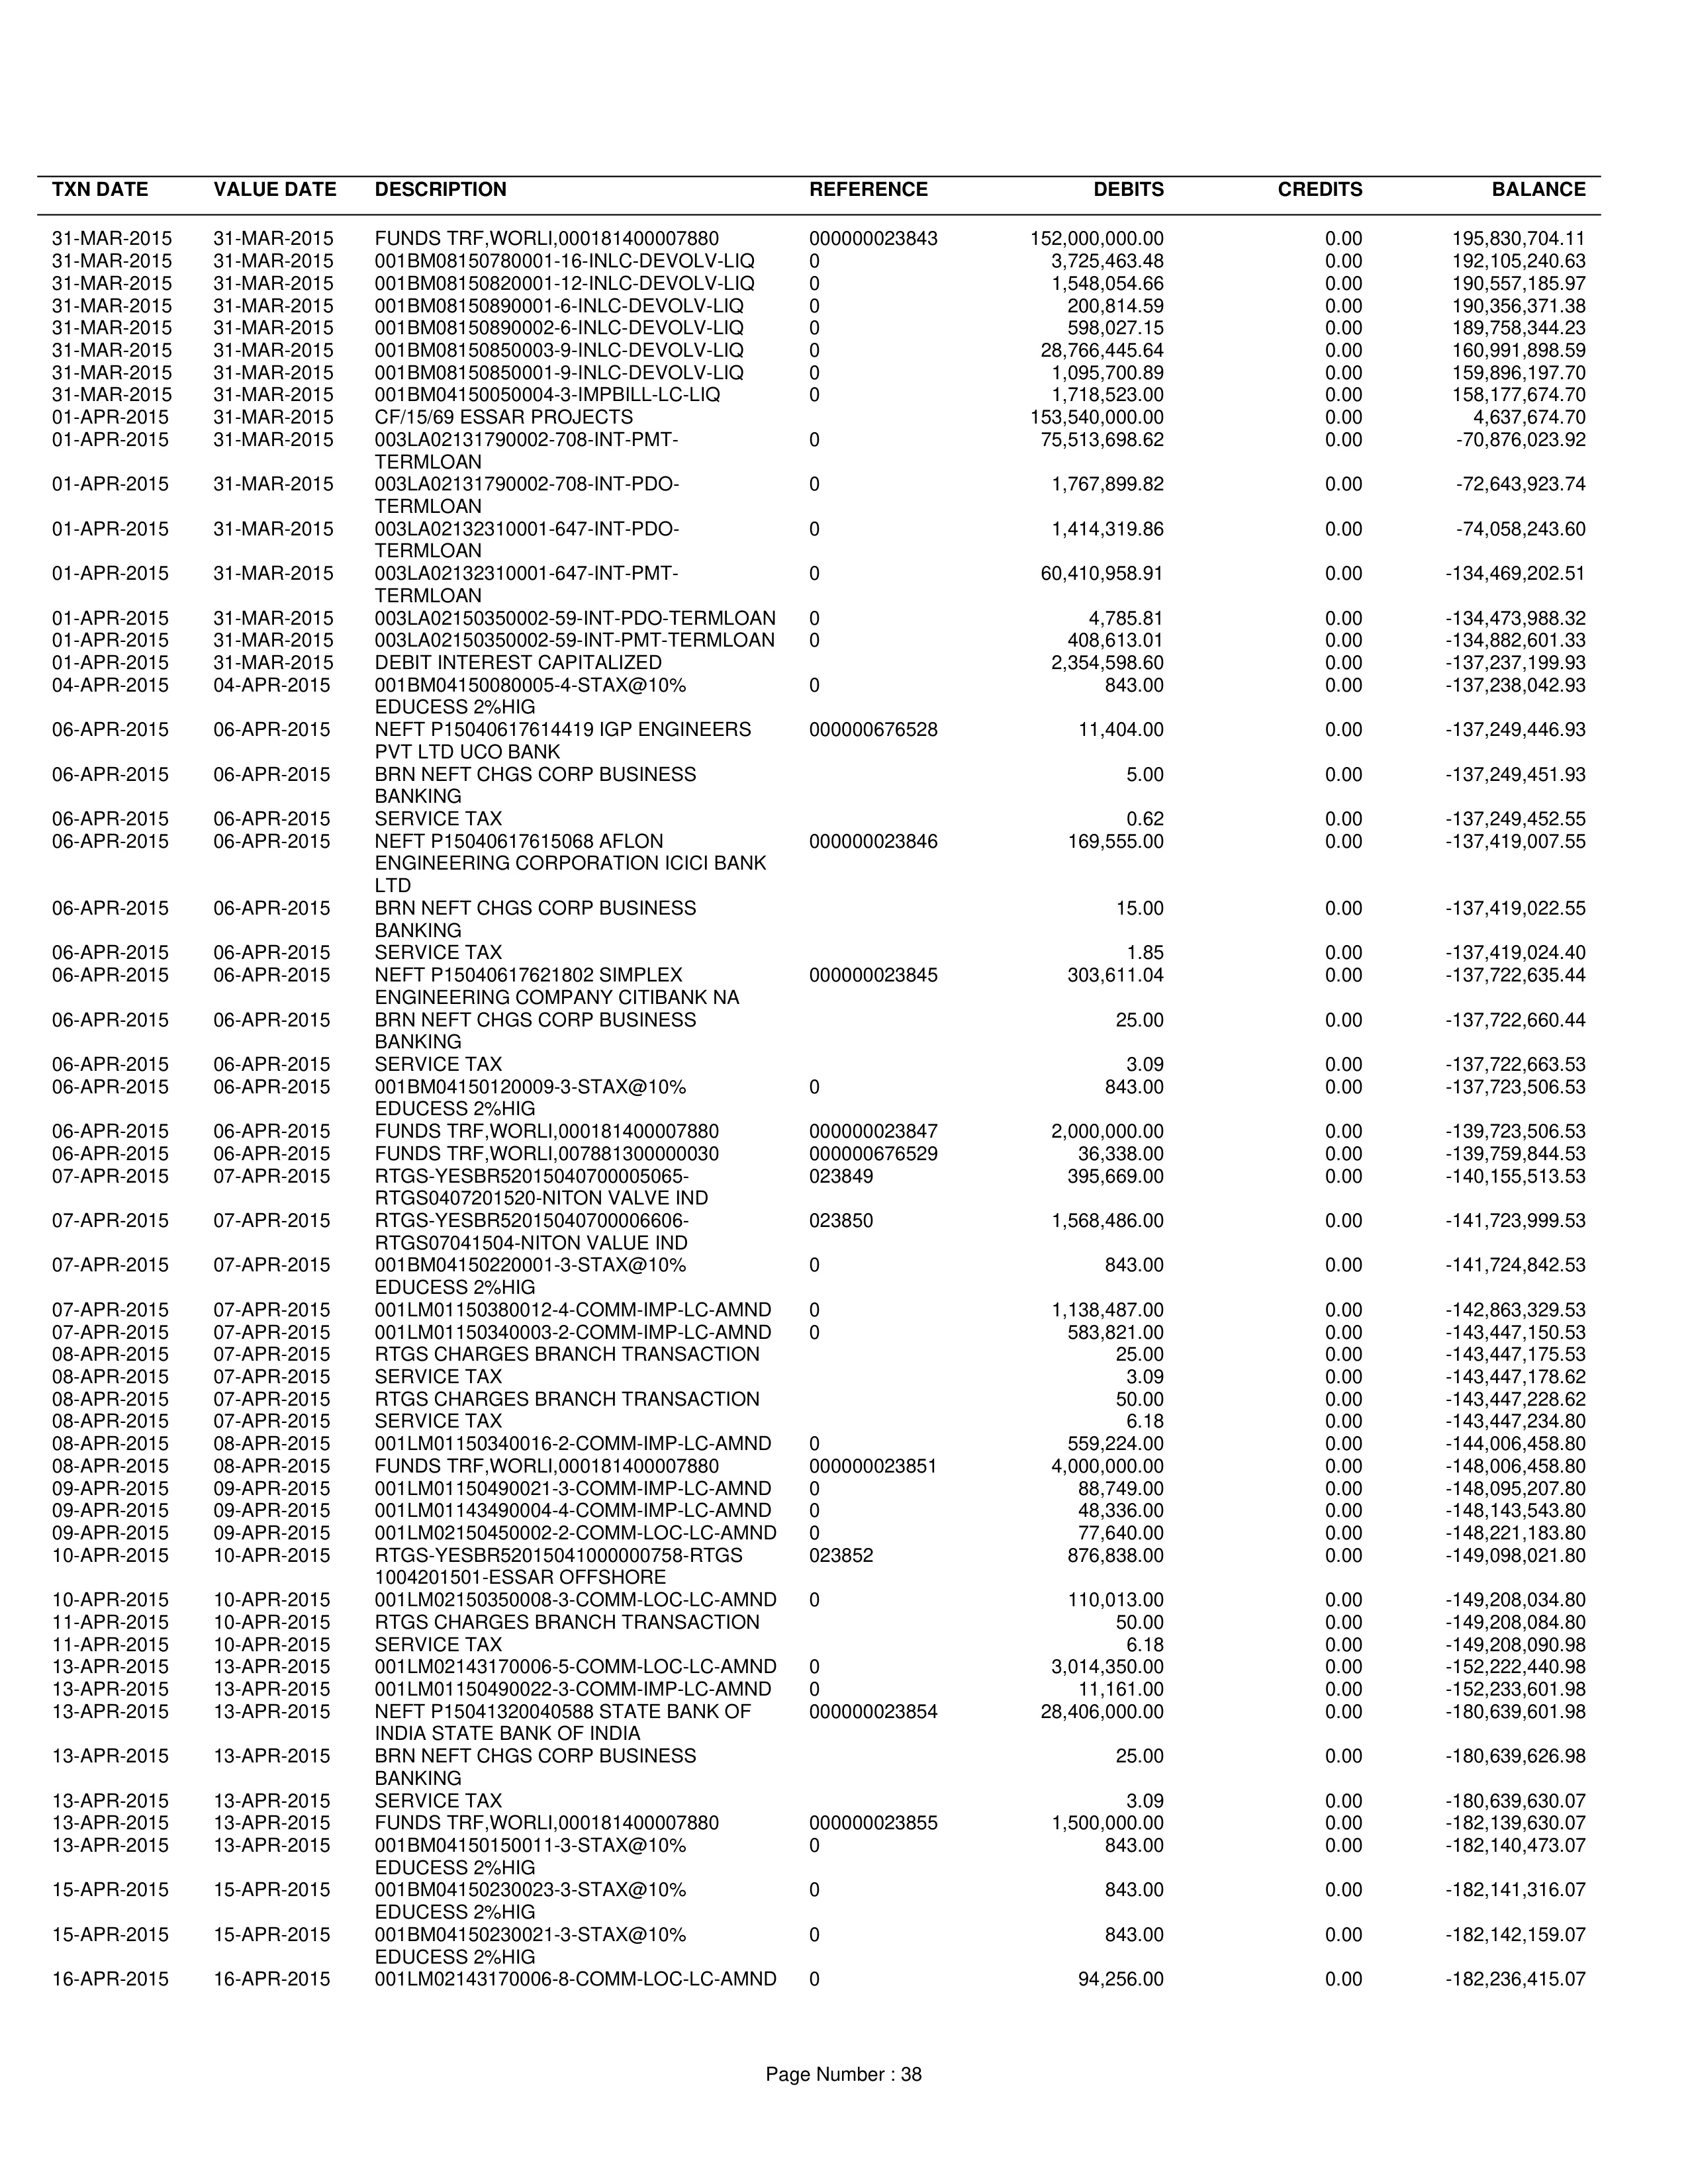 TXN DATE VALUE DATE DESCRIPTION REFERENCE DEBITS CREDITS BALANCE
31-MAR-2015 31-MAR-2015 FUNDS TRF,WORLI,000181400007880 000000023843 152,000,000.00 0.00 195,830,704.11
31-MAR-2015 31-MAR-2015 001BM08150780001-16-INLC-DEVOLV-LIQ 0 3,725,463.48 0.00 192,105,240.63
31-MAR-2015 31-MAR-2015 001BM08150820001-12-INLC-DEVOLV-LIQ 0 1,548,054.66 0.00 190,557,185.97
31-MAR-2015 31-MAR-2015 001BM08150890001-6-INLC-DEVOLV-LIQ 0 200,814.59 0.00 190,356,371.38
31-MAR-2015 31-MAR-2015 001BM08150890002-6-INLC-DEVOLV-LIQ 0 598,027.15 0.00 189,758,344.23
31-MAR-2015 31-MAR-2015 001BM08150850003-9-INLC-DEVOLV-LIQ 0 28,766,445.64 0.00 160,991,898.59
31-MAR-2015 31-MAR-2015 001BM08150850001-9-INLC-DEVOLV-LIQ 0 1,095,700.89 0.00 159,896,197.70
31-MAR-2015 31-MAR-2015 001BM04150050004-3-IMPBILL-LC-LIQ 0 1,718,523.00 0.00 158,177,674.70
01-APR-2015 31-MAR-2015 CF/15/69 ESSAR PROJECTS 153,540,000.00 0.00 4,637,674.70
01-APR-2015 31-MAR-2015 003LA02131790002-708-INT-PMT- 0 75,513,698.62 0.00 -70,876,023.92
TERMLOAN
01-APR-2015 31-MAR-2015 003LA02131790002-708-INT-PDO- 0 1,767,899.82 0.00 -72,643,923.74
TERMLOAN
01-APR-2015 31-MAR-2015 003LA02132310001-647-INT-PDO- 0 1,414,319.86 0.00 -74,058,243.60
TERMLOAN
01-APR-2015 31-MAR-2015 003LA02132310001-647-INT-PMT- 0 60,410,958.91 0.00 -134,469,202.51
TERMLOAN
01-APR-2015 31-MAR-2015 003LA02150350002-59-INT-PDO-TERMLOAN 0 4,785.81 0.00 -134,473,988.32
01-APR-2015 31-MAR-2015 003LA02150350002-59-INT-PMT-TERMLOAN 0 408,613.01 0.00 -134,882,601.33
01-APR-2015 31-MAR-2015 DEBIT INTEREST CAPITALIZED 2,354,598.60 0.00 -137,237,199.93
04-APR-2015 04-APR-2015 001BM04150080005-4-STAX@10% 0 843.00 0.00 -137,238,042.93
EDUCESS 2%HIG
06-APR-2015 06-APR-2015 NEFT P15040617614419 IGP ENGINEERS 000000676528 11,404.00 0.00 -137,249,446.93
PVT LTD UCO BANK
06-APR-2015 06-APR-2015 BRN NEFT CHGS CORP BUSINESS 5.00 0.00 -137,249,451.93
BANKING
06-APR-2015 06-APR-2015 SERVICE TAX 0.62 0.00 -137,249,452.55
06-APR-2015 06-APR-2015 NEFT P15040617615068 AFLON 000000023846 169,555.00 0.00 -137,419,007.55
ENGINEERING CORPORATION ICICI BANK
LTD
06-APR-2015 06-APR-2015 BRN NEFT CHGS CORP BUSINESS 15.00 0.00 -137,419,022.55
BANKING
06-APR-2015 06-APR-2015 SERVICE TAX 1.85 0.00 -137,419,024.40
06-APR-2015 06-APR-2015 NEFT P15040617621802 SIMPLEX 000000023845 303,611.04 0.00 -137,722,635.44
ENGINEERING COMPANY CITIBANK NA
06-APR-2015 06-APR-2015 BRN NEFT CHGS CORP BUSINESS 25.00 0.00 -137,722,660.44
BANKING
06-APR-2015 06-APR-2015 SERVICE TAX 3.09 0.00 -137,722,663.53
06-APR-2015 06-APR-2015 001BM04150120009-3-STAX@10% 0 843.00 0.00 -137,723,506.53
EDUCESS 2%HIG
06-APR-2015 06-APR-2015 FUNDS TRF,WORLI,000181400007880 000000023847 2,000,000.00 0.00 -139,723,506.53
06-APR-2015 06-APR-2015 FUNDS TRF,WORLI,007881300000030 000000676529 36,338.00 0.00 -139,759,844.53
07-APR-2015 07-APR-2015 RTGS-YESBR52015040700005065- 023849 395,669.00 0.00 -140,155,513.53
RTGS0407201520-NITON VALVE IND
07-APR-2015 07-APR-2015 RTGS-YESBR52015040700006606- 023850 1,568,486.00 0.00 -141,723,999.53
RTGS07041504-NITON VALUE IND
07-APR-2015 07-APR-2015 001BM04150220001-3-STAX@10% 0 843.00 0.00 -141,724,842.53
EDUCESS 2%HIG
07-APR-2015 07-APR-2015 001LM01150380012-4-COMM-IMP-LC-AMND 0 1,138,487.00 0.00 -142,863,329.53
07-APR-2015 07-APR-2015 001LM01150340003-2-COMM-IMP-LC-AMND 0 583,821.00 0.00 -143,447,150.53
08-APR-2015 07-APR-2015 RTGS CHARGES BRANCH TRANSACTION 25.00 0.00 -143,447,175.53
08-APR-2015 07-APR-2015 SERVICE TAX 3.09 0.00 -143,447,178.62
08-APR-2015 07-APR-2015 RTGS CHARGES BRANCH TRANSACTION 50.00 0.00 -143,447,228.62
08-APR-2015 07-APR-2015 SERVICE TAX 6.18 0.00 -143,447,234.80
08-APR-2015 08-APR-2015 001LM01150340016-2-COMM-IMP-LC-AMND 0 559,224.00 0.00 -144,006,458.80
08-APR-2015 08-APR-2015 FUNDS TRF,WORLI,000181400007880 000000023851 4,000,000.00 0.00 -148,006,458.80
09-APR-2015 09-APR-2015 001LM01150490021-3-COMM-IMP-LC-AMND 0 88,749.00 0.00 -148,095,207.80
09-APR-2015 09-APR-2015 001LM01143490004-4-COMM-IMP-LC-AMND 0 48,336.00 0.00 -148,143,543.80
09-APR-2015 09-APR-2015 001LM02150450002-2-COMM-LOC-LC-AMND 0 77,640.00 0.00 -148,221,183.80
10-APR-2015 10-APR-2015 RTGS-YESBR52015041000000758-RTGS 023852 876,838.00 0.00 -149,098,021.80
1004201501-ESSAR OFFSHORE
10-APR-2015 10-APR-2015 001LM02150350008-3-COMM-LOC-LC-AMND 0 110,013.00 0.00 -149,208,034.80
11-APR-2015 10-APR-2015 RTGS CHARGES BRANCH TRANSACTION 50.00 0.00 -149,208,084.80
11-APR-2015 10-APR-2015 SERVICE TAX 6.18 0.00 -149,208,090.98
13-APR-2015 13-APR-2015 001LM02143170006-5-COMM-LOC-LC-AMND 0 3,014,350.00 0.00 -152,222,440.98
13-APR-2015 13-APR-2015 001LM01150490022-3-COMM-IMP-LC-AMND 0 11,161.00 0.00 -152,233,601.98
13-APR-2015 13-APR-2015 NEFT P15041320040588 STATE BANK OF 000000023854 28,406,000.00 0.00 -180,639,601.98
INDIA STATE BANK OF INDIA
13-APR-2015 13-APR-2015 BRN NEFT CHGS CORP BUSINESS 25.00 0.00 -180,639,626.98
BANKING
13-APR-2015 13-APR-2015 SERVICE TAX 3.09 0.00 -180,639,630.07
13-APR-2015 13-APR-2015 FUNDS TRF,WORLI,000181400007880 000000023855 1,500,000.00 0.00 -182,139,630.07
13-APR-2015 13-APR-2015 001BM04150150011-3-STAX@10% 0 843.00 0.00 -182,140,473.07
EDUCESS 2%HIG
15-APR-2015 15-APR-2015 001BM04150230023-3-STAX@10% 0 843.00 0.00 -182,141,316.07
EDUCESS 2%HIG
15-APR-2015 15-APR-2015 001BM04150230021-3-STAX@10% 0 843.00 0.00 -182,142,159.07
EDUCESS 2%HIG
16-APR-2015 16-APR-2015 001LM02143170006-8-COMM-LOC-LC-AMND 0 94,256.00 0.00 -182,236,415.07
Page Number : 38